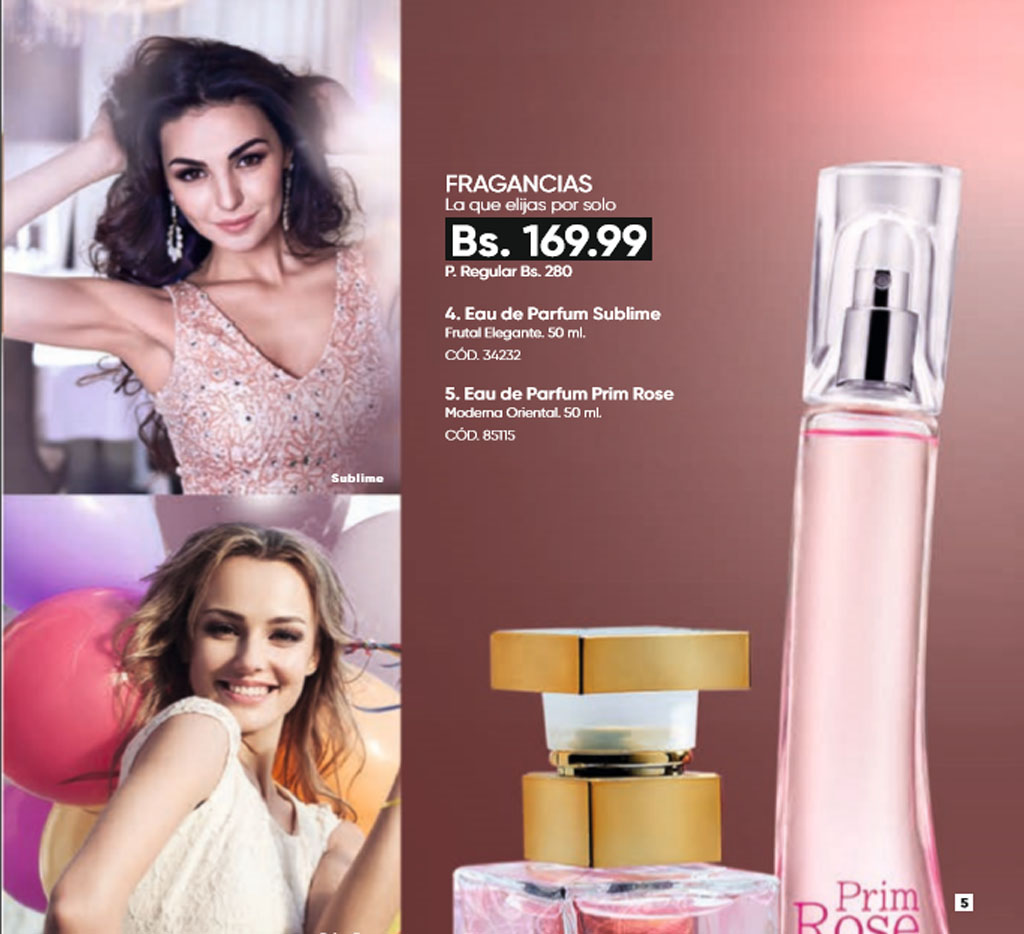 FRAGANCIAS
La que elijas por solo
Bs. 169.99
P. Regular Bs. 280
4. Eau de Parfum Sublime
Frutal Elegante. 50 ml.
CÓD. 34232
5. Eau de Parfum Prim Rose
Moderna Oriental. 50 ml.
CÓD. 85115
Sublime
Prim
Rose
5